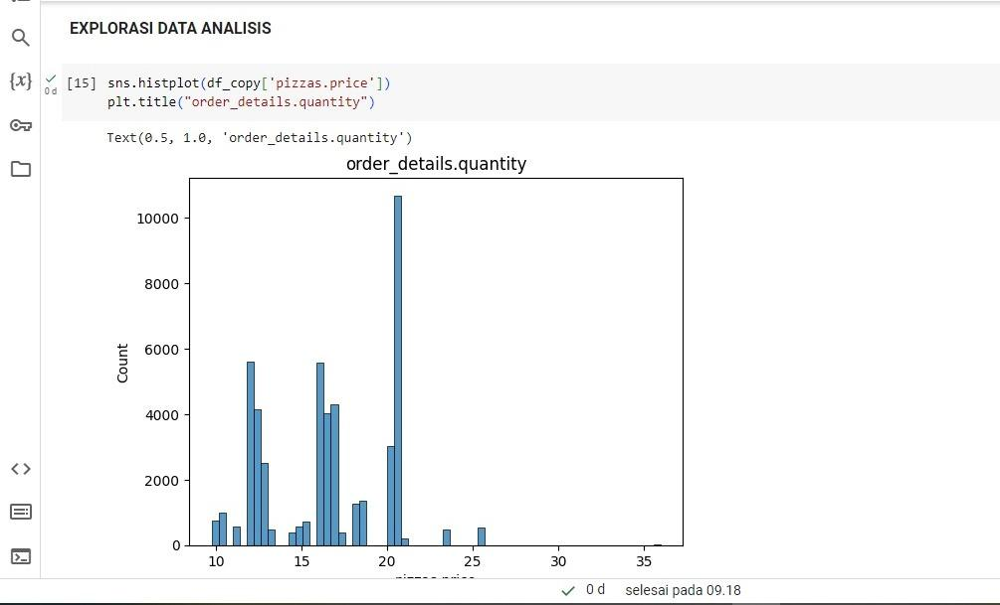 EXPLORASI DATA ANALISIS
{x}
[15] sns.histplot(df_copy['pizzas.price'])
0 d
plt.title("order_details.quantity")
Text(0.5, 1.0, 'order_details.quantity')
order_details.quantity
10000
8000
6000
4000
2000
0
Count
10 15 20 25 30 35
pizzas.price
0 d selesai pada 09.18